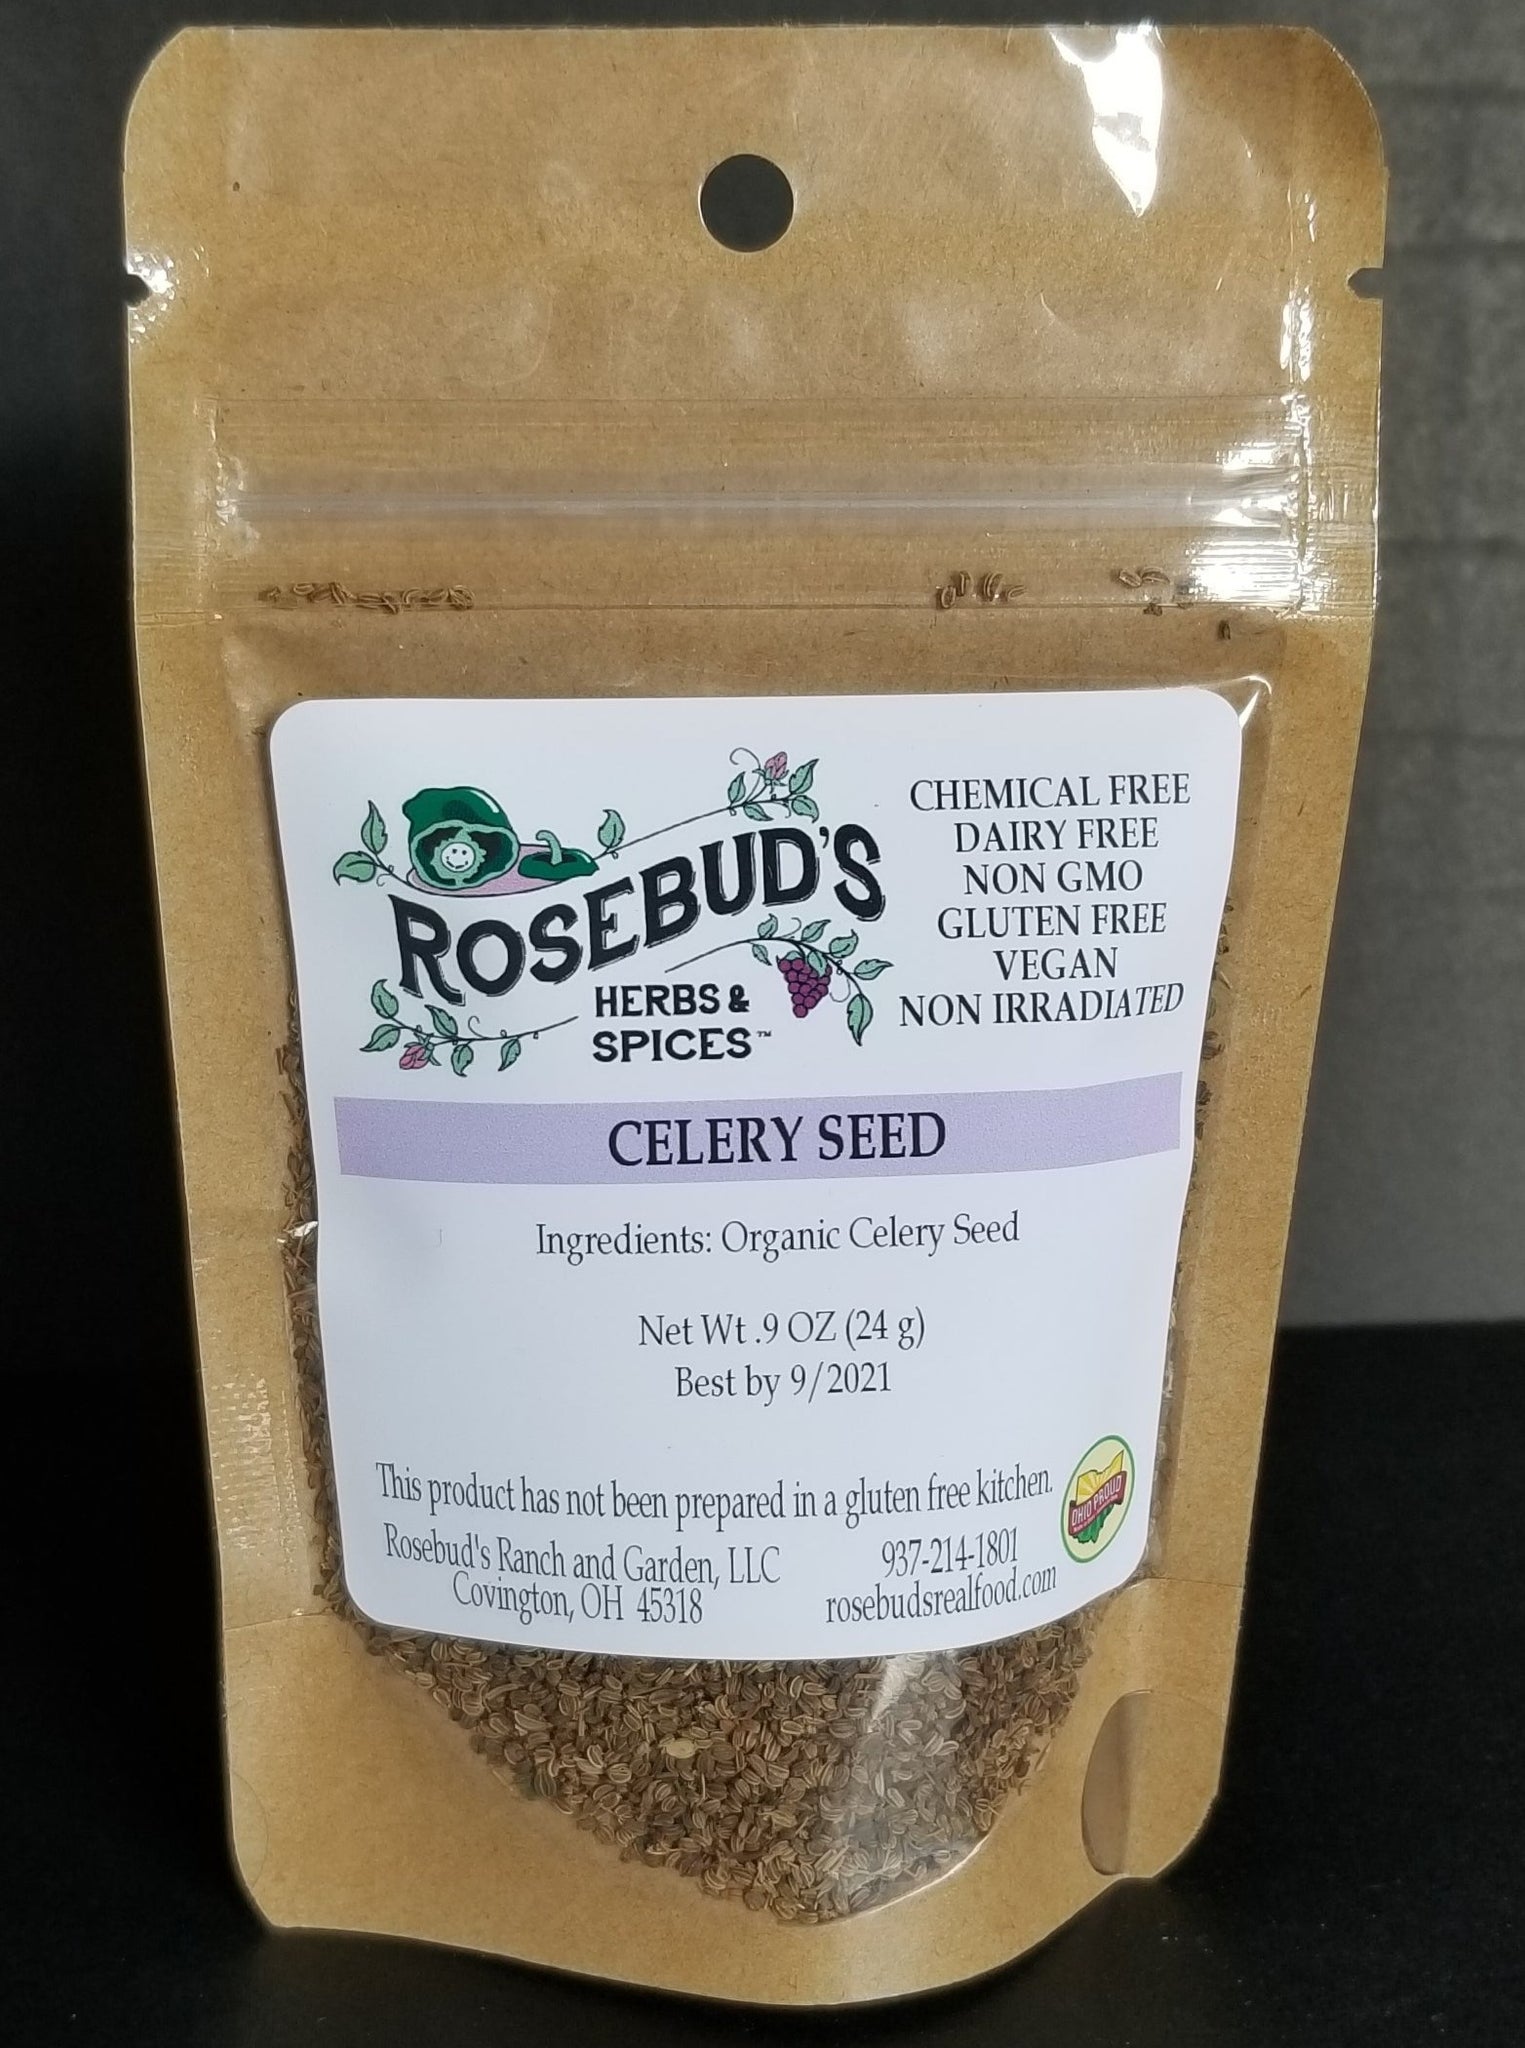 ROSEBUD'S
HERBS &
SPICES™
CHEMICAL FREE
DAIRY FREE
NON GMO
GLUTEN FREE
VEGAN
NON IRRADIATED
CELERY SEED
Ingredients: Organic Celery Seed
Net Wt .9 OZ (24 g)
Best by 9/2021
This product has not been prepared in a gluten free kitchen.
OHIO PROUD
Rosebud's Ranch and Garden, LLC
Covington, OH 45318
937-214-1801
rosebudsrealfood.com